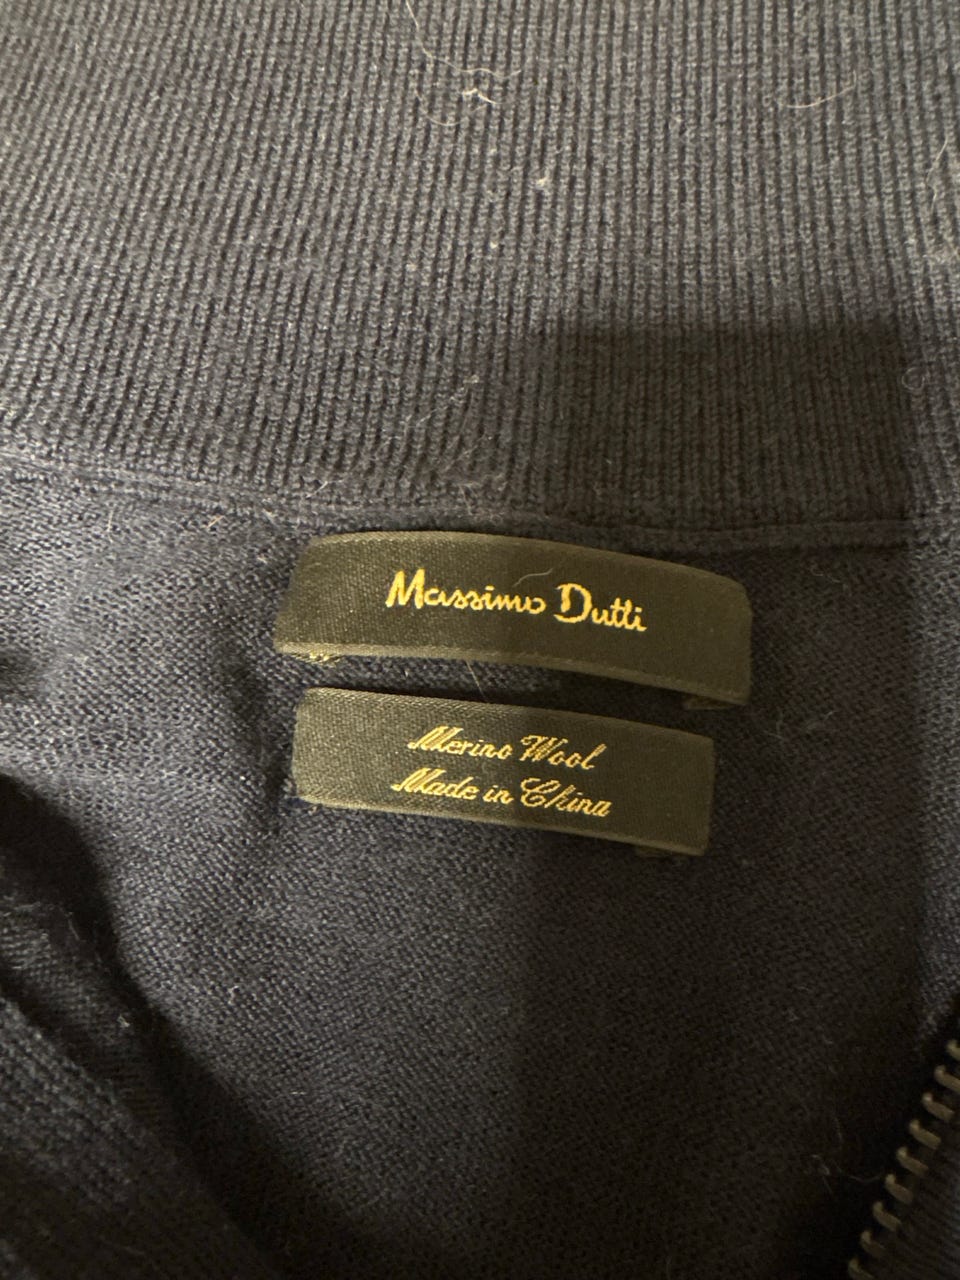 Massimo Dutti
Merino Wool
Made in China